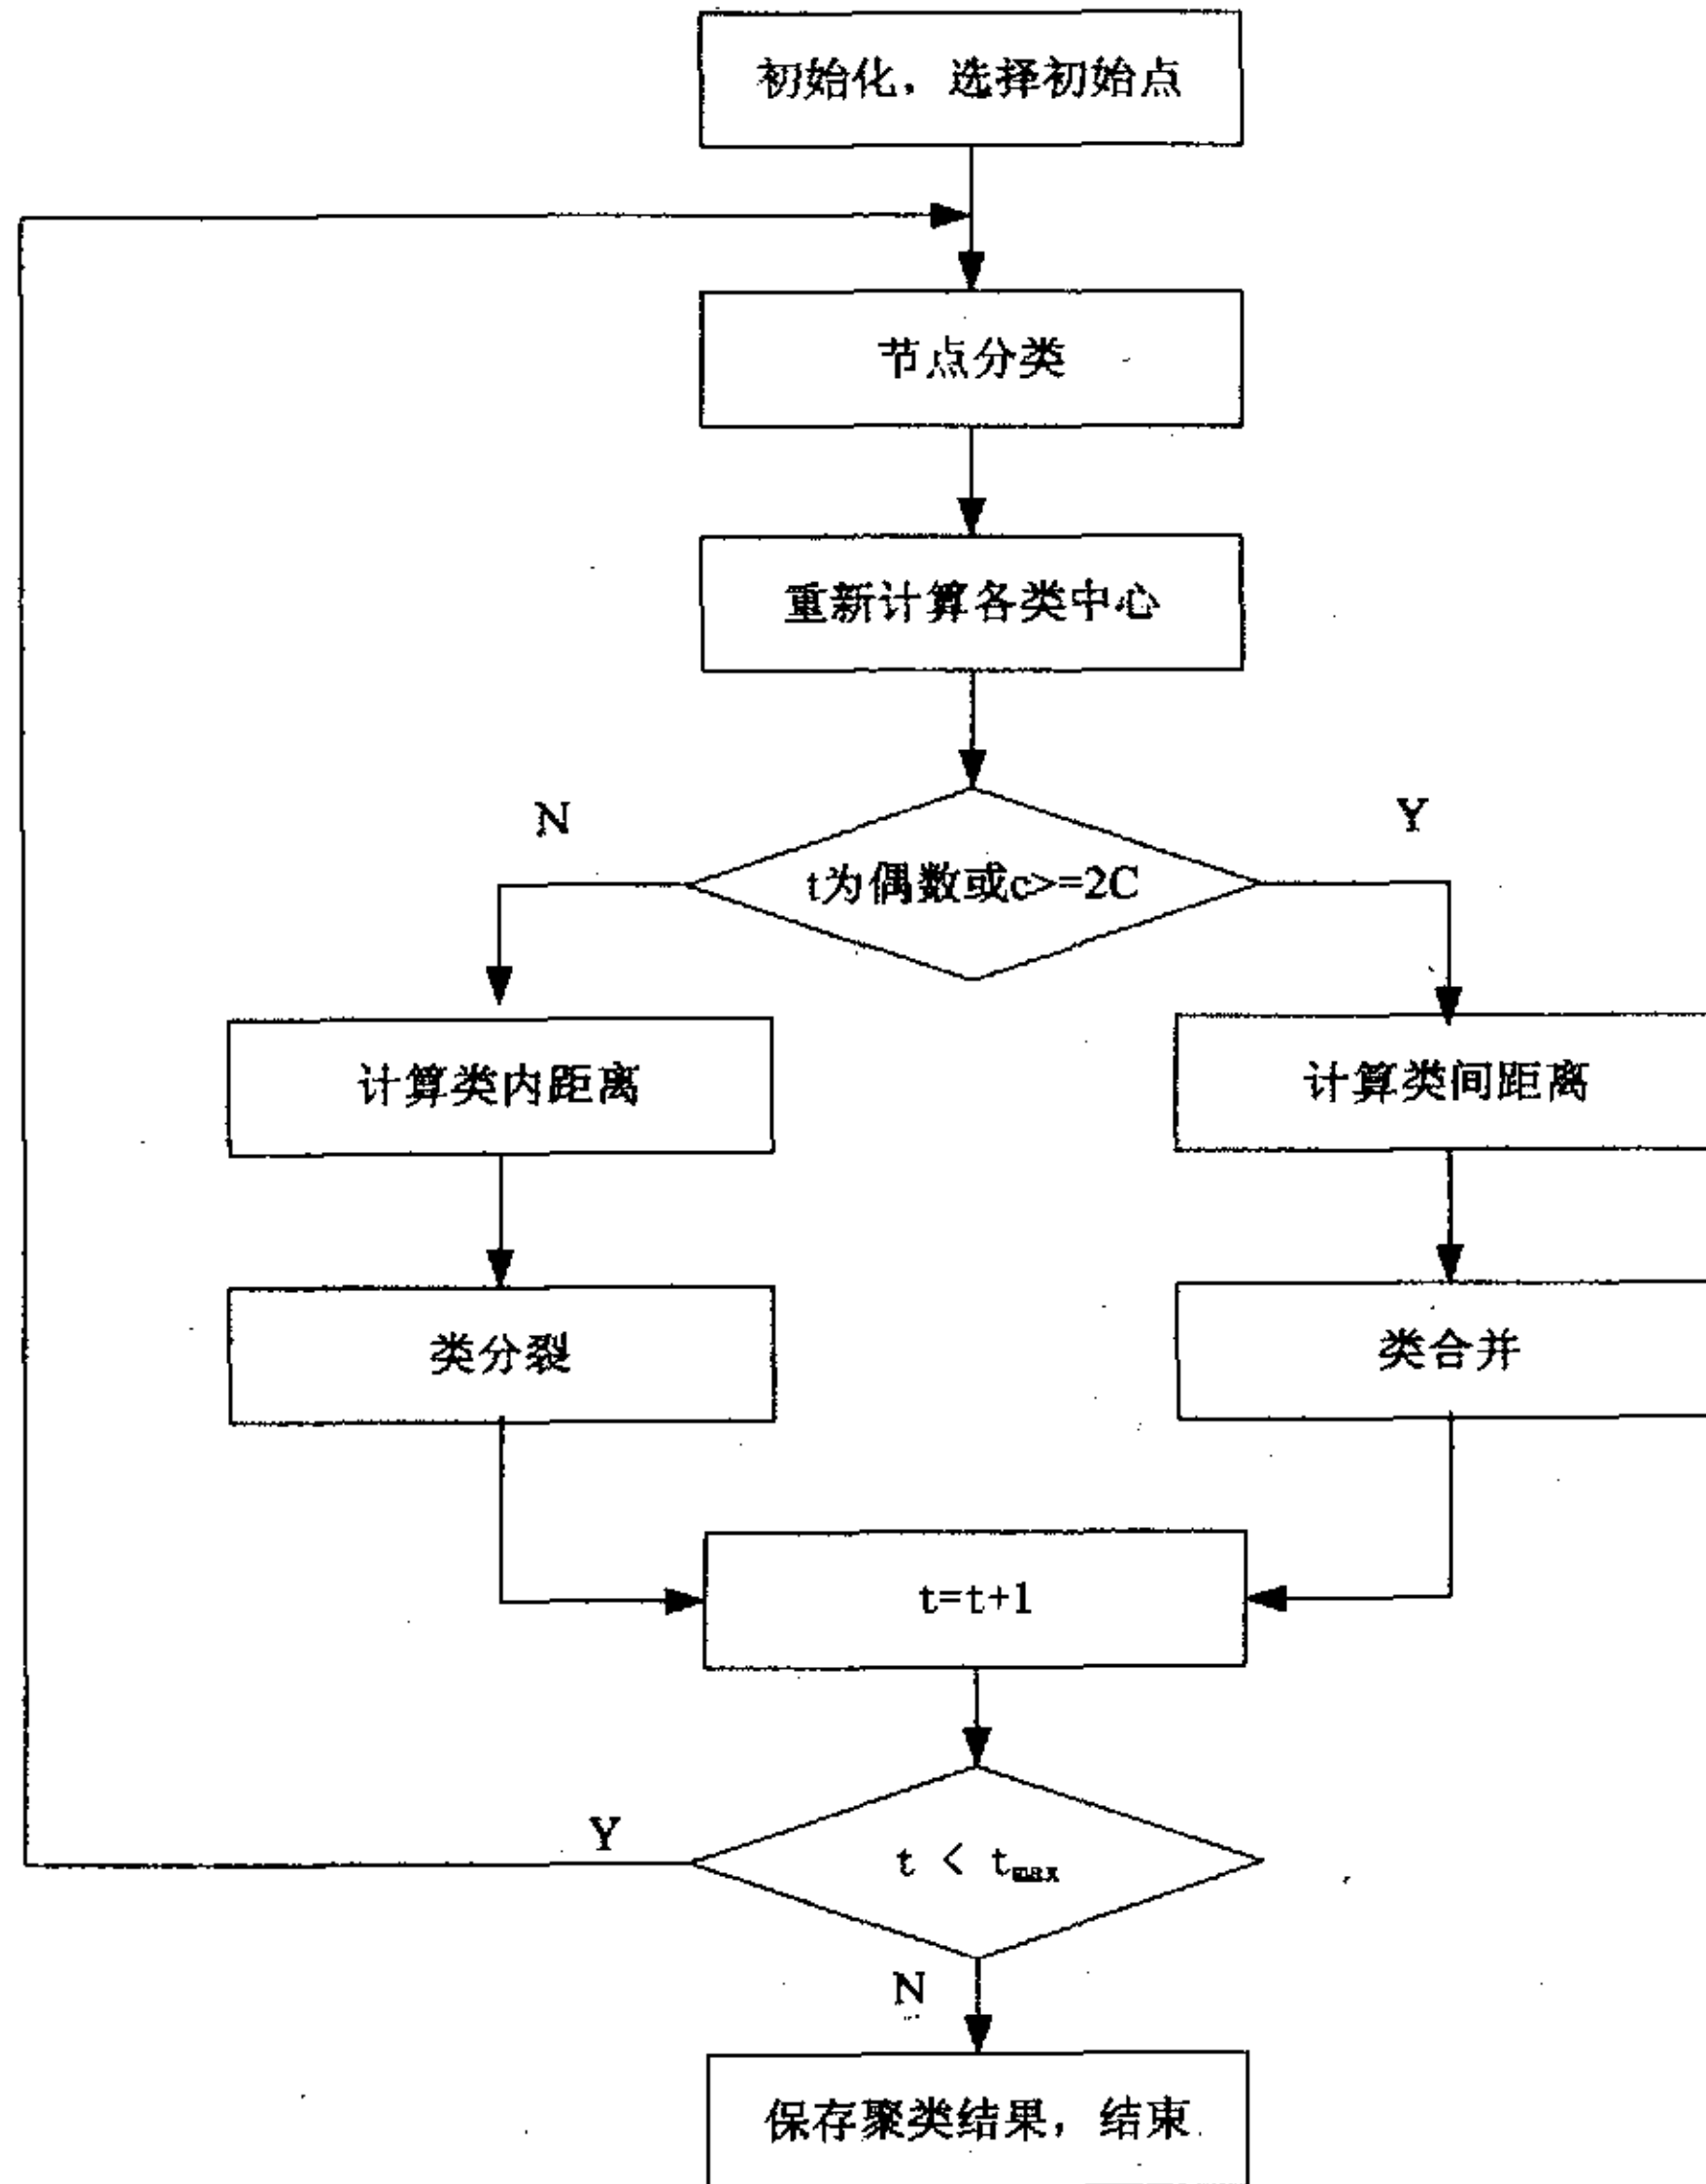 初始化，选择初始点
节点分类
重新计算各类中心
N
Y
t为偶数或c>=2C
计算类内距离
计算类间距离
类分裂
类合并
t=t+1
Y
t < tmax
N
保存聚类结果，结束